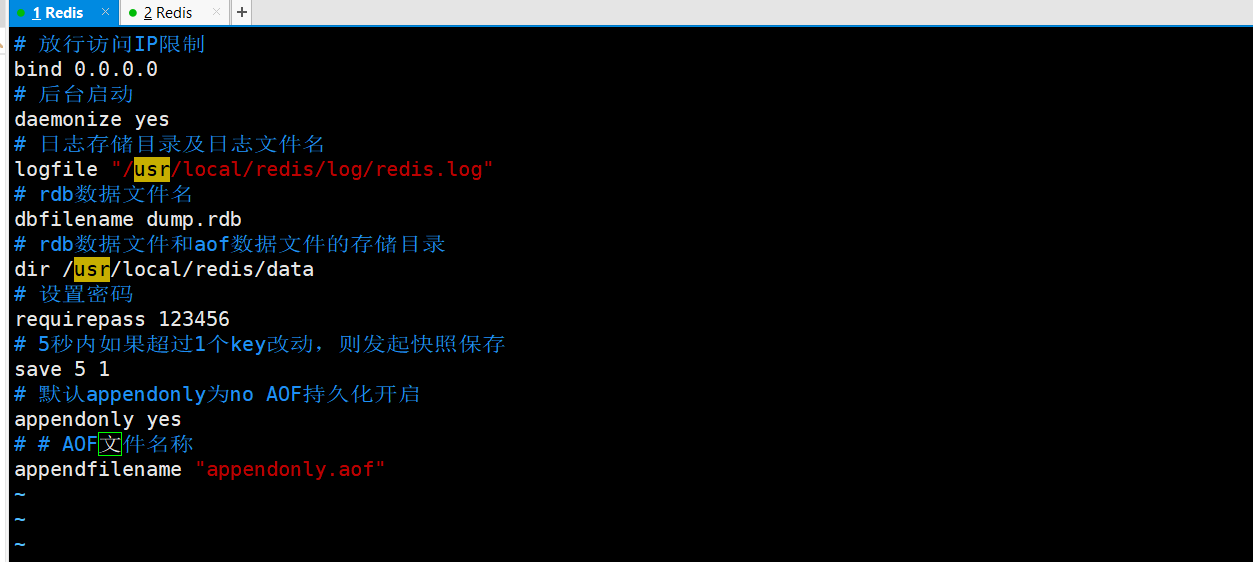 1 Redis × 2 Redis × +
# 放行访问IP限制
bind 0.0.0.0
# 后台启动
daemonize yes
# 日志存储目录及日志文件名
logfile "/usr/local/redis/log/redis.log"
# rdb数据文件名
dbfilename dump.rdb
# rdb数据文件和aof数据文件的存储目录
dir /usr/local/redis/data
# 设置密码
requirepass 123456
# 5秒内如果超过1个key改动，则发起快照保存
save 5 1
# 默认appendonly为no AOF持久化开启
appendonly yes
# # AOF文件名称
appendfilename "appendonly.aof"
~
~
~